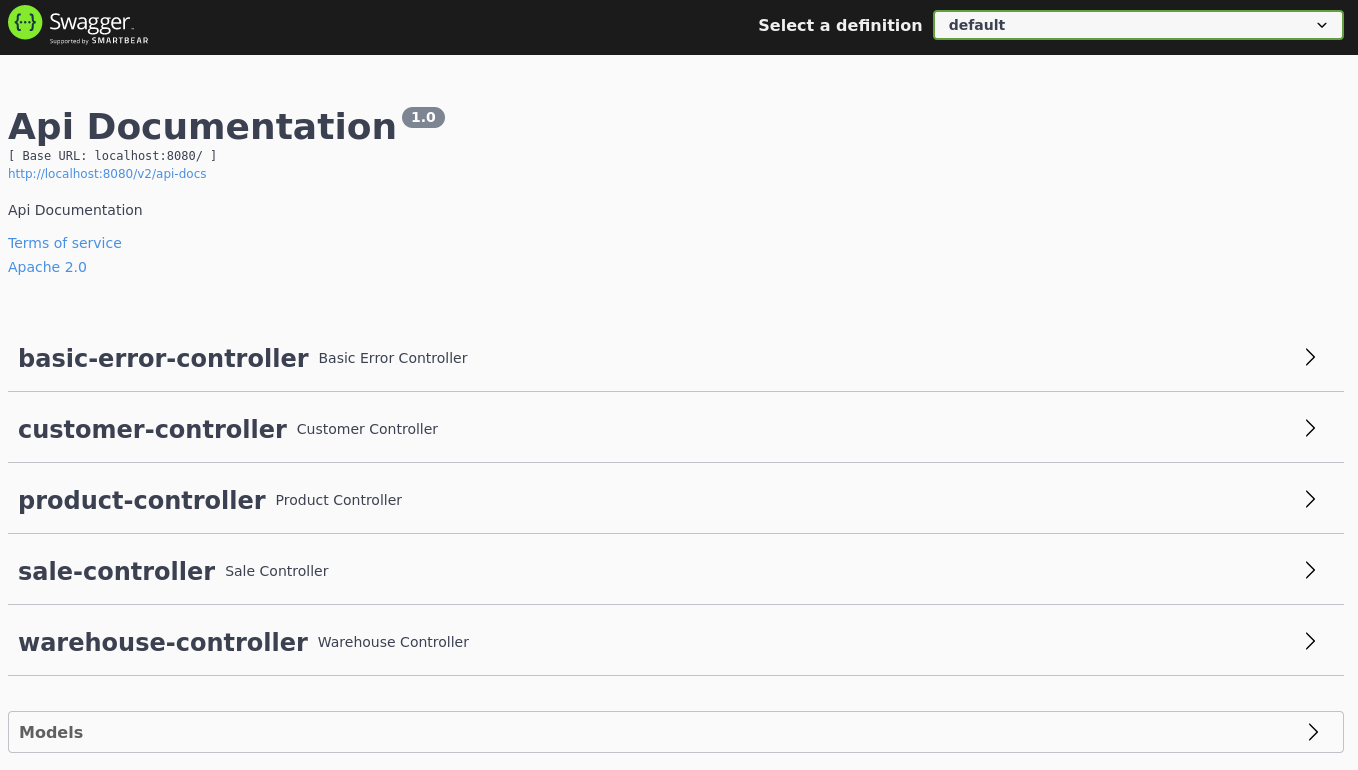 Swagger.
Supported by SMARTBEAR
Select a definition
default
Api Documentation 1.0
[ Base URL: localhost:8080/ ]
http://localhost:8080/v2/api-docs
Api Documentation
Terms of service
Apache 2.0
basic-error-controller Basic Error Controller
customer-controller Customer Controller
product-controller Product Controller
sale-controller Sale Controller
warehouse-controller Warehouse Controller
Models